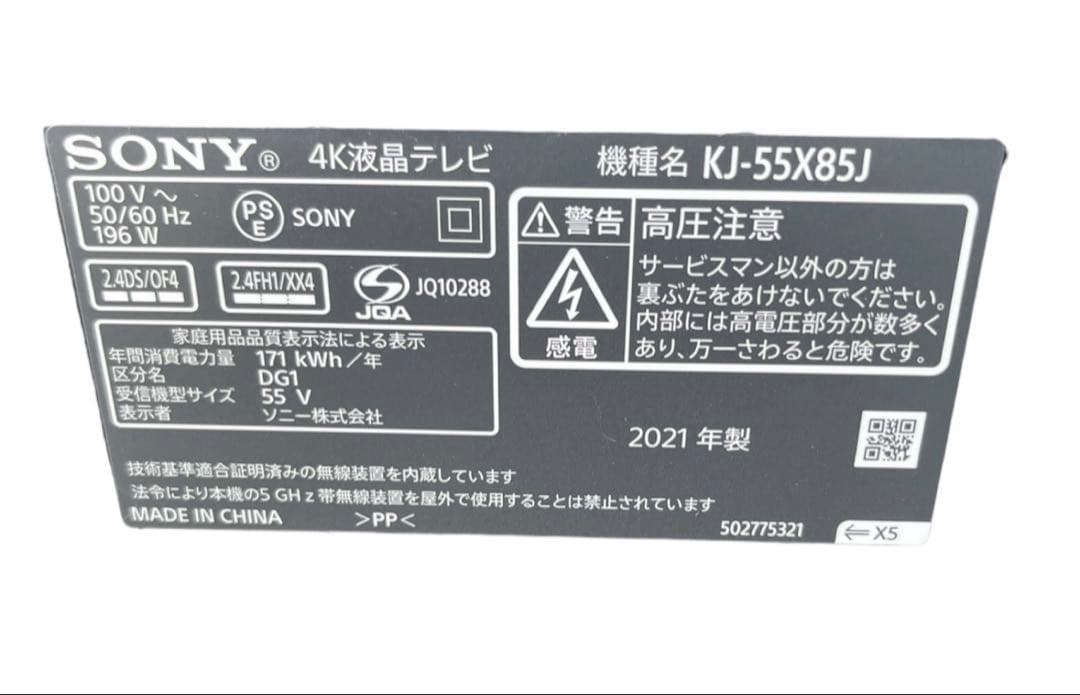 SONY® 4K液晶テレビ 機種名 KJ-55X85J
100 V ～
50/60 Hz
196 W
PS
E
SONY
2.4DS/OF4
2.4FH1/XX4
JQA
JQ10288
家庭用品品質表示法による表示
年間消費電力量 171 kWh/年
区分名 DG1
受信機型サイズ 55 V
表示者 ソニー株式会社
警告
感電
高圧注意
サービスマン以外の方は
裏ぶたをあけないでください。
内部には高電圧部分が数多く
あり、万一さわると危険です。
2021 年製
技術基準適合証明済みの無線装置を内蔵しています
法令により本機の5 GHz帯無線装置を屋外で使用することは禁止されています
MADE IN CHINA >PP<
502775321
⇐ X5